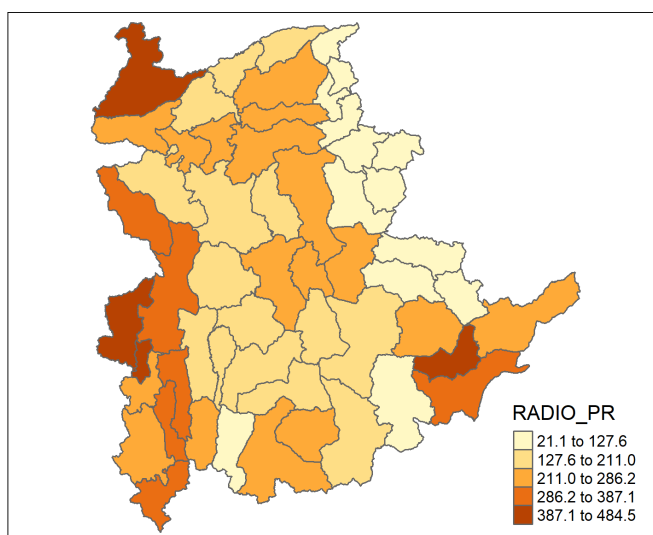 RADIO_PR
21.1 to 127.6
127.6 to 211.0
211.0 to 286.2
286.2 to 387.1
387.1 to 484.5